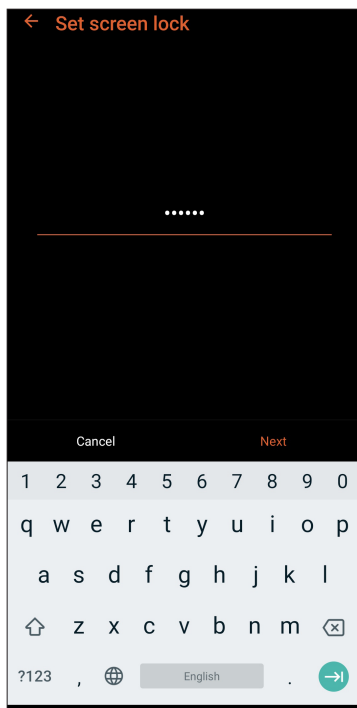 Set screen lock
••••••
Cancel Next
1 2 3 4 5 6 7 8 9 0
q w e r t y u i o p
a s d f g h j k l
z x c v b n m
?123 , English .